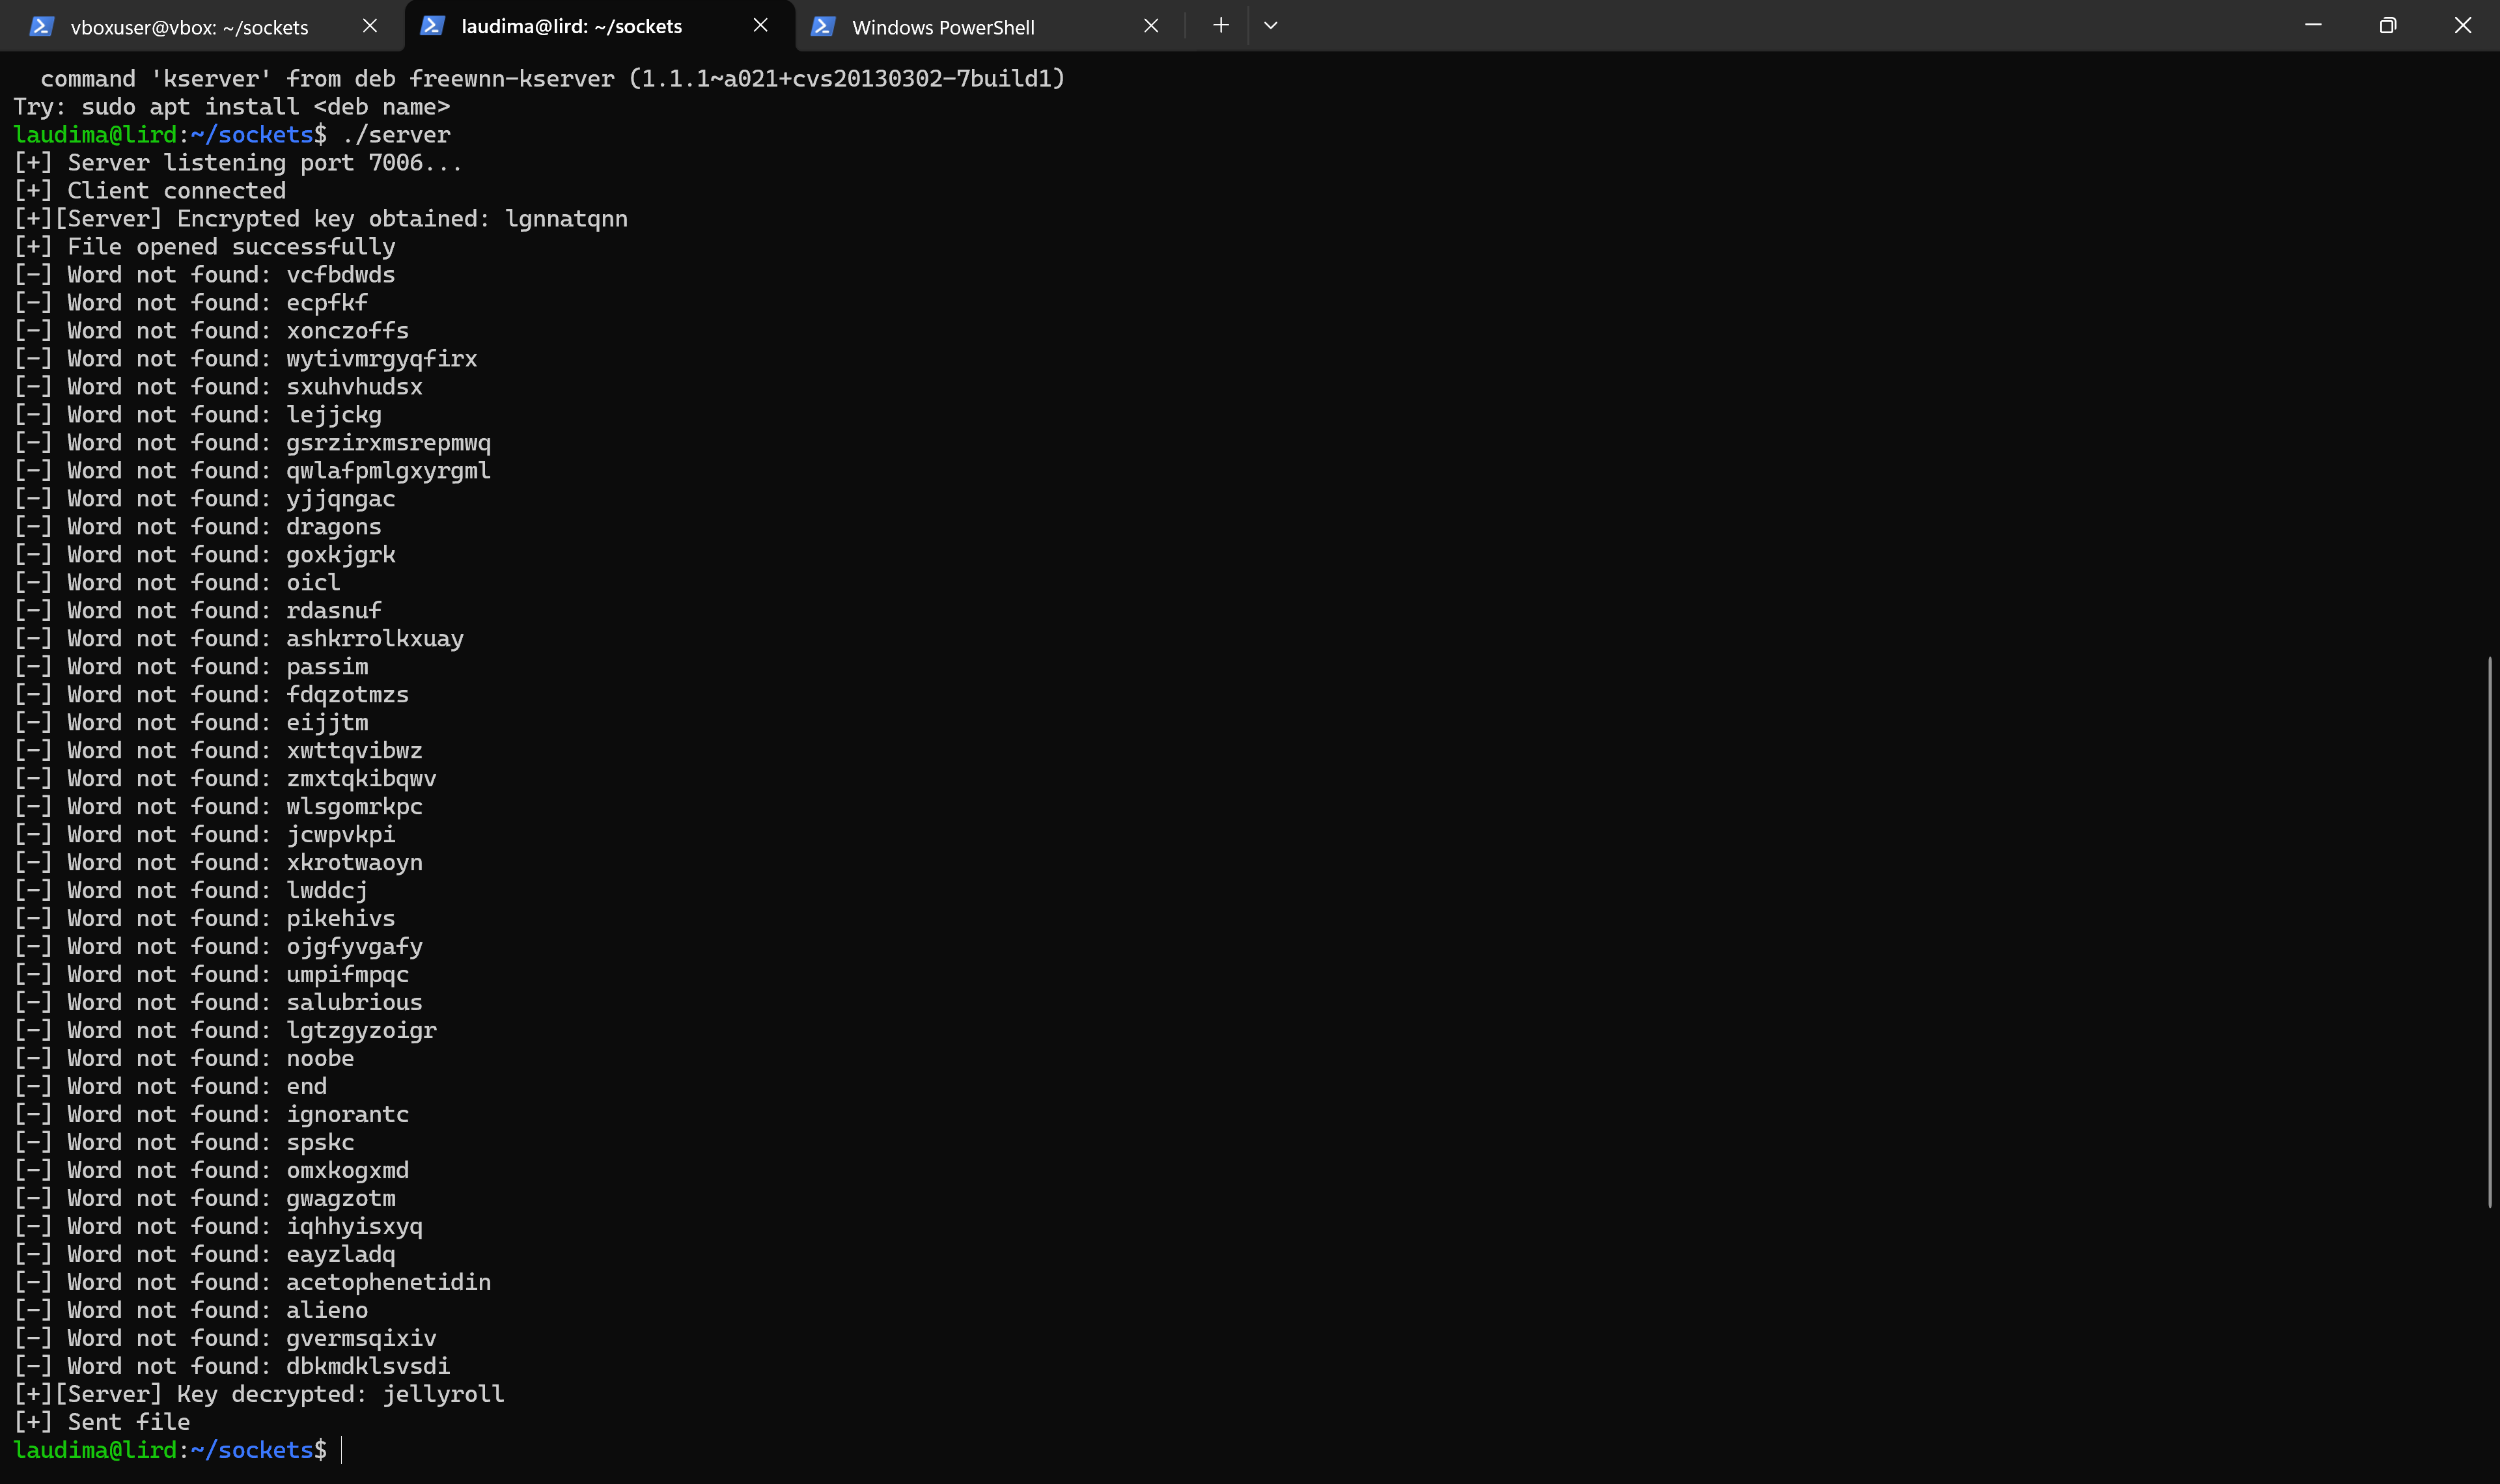 vboxuser@vbox: ~/sockets
laudima@lird: ~/sockets
Windows PowerShell
command 'kserver' from deb freewnn-kserver (1.1.1~a021+cvs20130302-7build1)
Try: sudo apt install <deb name>
laudima@lird:~/sockets$ ./server
[+] Server listening port 7006...
[+] Client connected
[+][Server] Encrypted key obtained: lgnnatqnn
[+] File opened successfully
[-] Word not found: vcfbdwds
[-] Word not found: ecpfkf
[-] Word not found: xonczoffs
[-] Word not found: wytivmrgyqfirx
[-] Word not found: sxuhvhudsx
[-] Word not found: lejjckg
[-] Word not found: gsrzirxmsrepmwq
[-] Word not found: qwlafpmlgxyrgml
[-] Word not found: yjjqngac
[-] Word not found: dragons
[-] Word not found: goxkjgrk
[-] Word not found: oicl
[-] Word not found: rdasnuf
[-] Word not found: ashkrrolkxuay
[-] Word not found: passim
[-] Word not found: fdqzotmzs
[-] Word not found: eijjtm
[-] Word not found: xwttqvibwz
[-] Word not found: zmxtqkibqwv
[-] Word not found: wlsgomrkpc
[-] Word not found: jcwpvkpi
[-] Word not found: xkrotwaoyn
[-] Word not found: lwddcj
[-] Word not found: pikehivs
[-] Word not found: ojgfyvgafy
[-] Word not found: umpifmpqc
[-] Word not found: salubrious
[-] Word not found: lgtzgyzoigr
[-] Word not found: noobe
[-] Word not found: end
[-] Word not found: ignorantc
[-] Word not found: spskc
[-] Word not found: omxkogxmd
[-] Word not found: gwagzotm
[-] Word not found: iqhhyisxyq
[-] Word not found: eayzladq
[-] Word not found: acetophenetidin
[-] Word not found: alieno
[-] Word not found: gvermsqixiv
[-] Word not found: dbkmdklsvsdi
[+][Server] Key decrypted: jellyroll
[+] Sent file
laudima@lird:~/sockets$